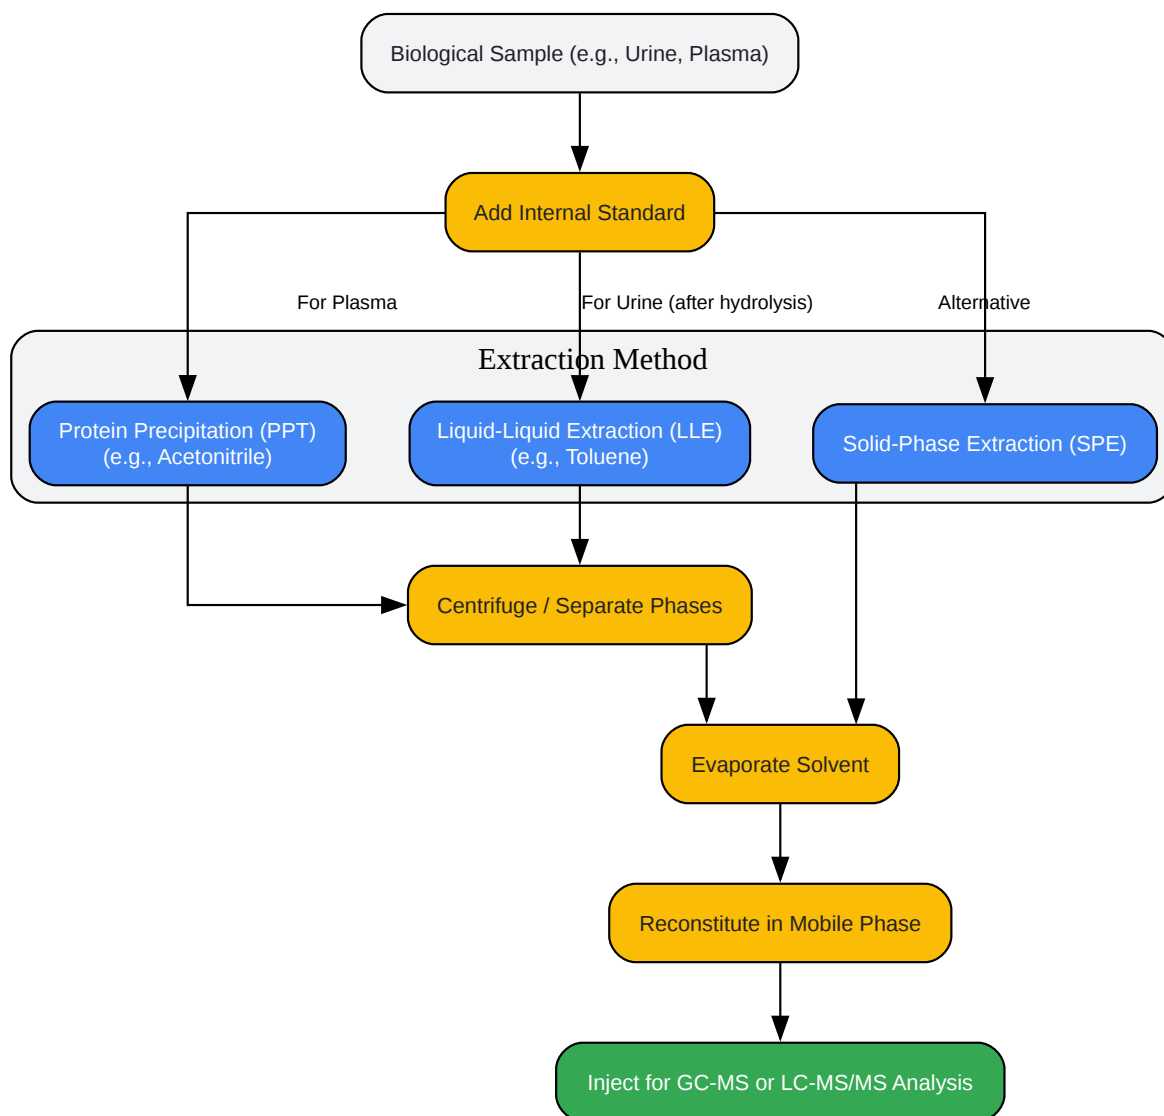 Biological Sample (e.g., Urine, Plasma)
Add Internal Standard
For Plasma
For Urine (after hydrolysis)
Alternative
Extraction Method
Protein Precipitation (PPT)
(e.g., Acetonitrile)
Liquid-Liquid Extraction (LLE)
(e.g., Toluene)
Solid-Phase Extraction (SPE)
Centrifuge / Separate Phases
Evaporate Solvent
Reconstitute in Mobile Phase
Inject for GC-MS or LC-MS/MS Analysis